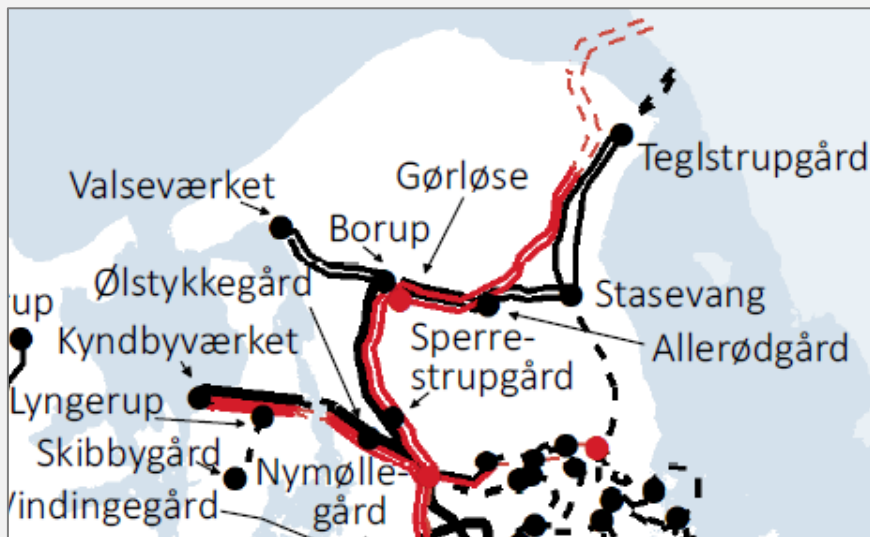 Teglstrupgård
Gørløse
Valseværket
Borup
Ølstykkegård
Stasevang
rup
Kyndbyværket
Sperre-
strupgård
Allerødgård
Lyngerup
Skibbygård
Nymølle-
gård
Vindingegård